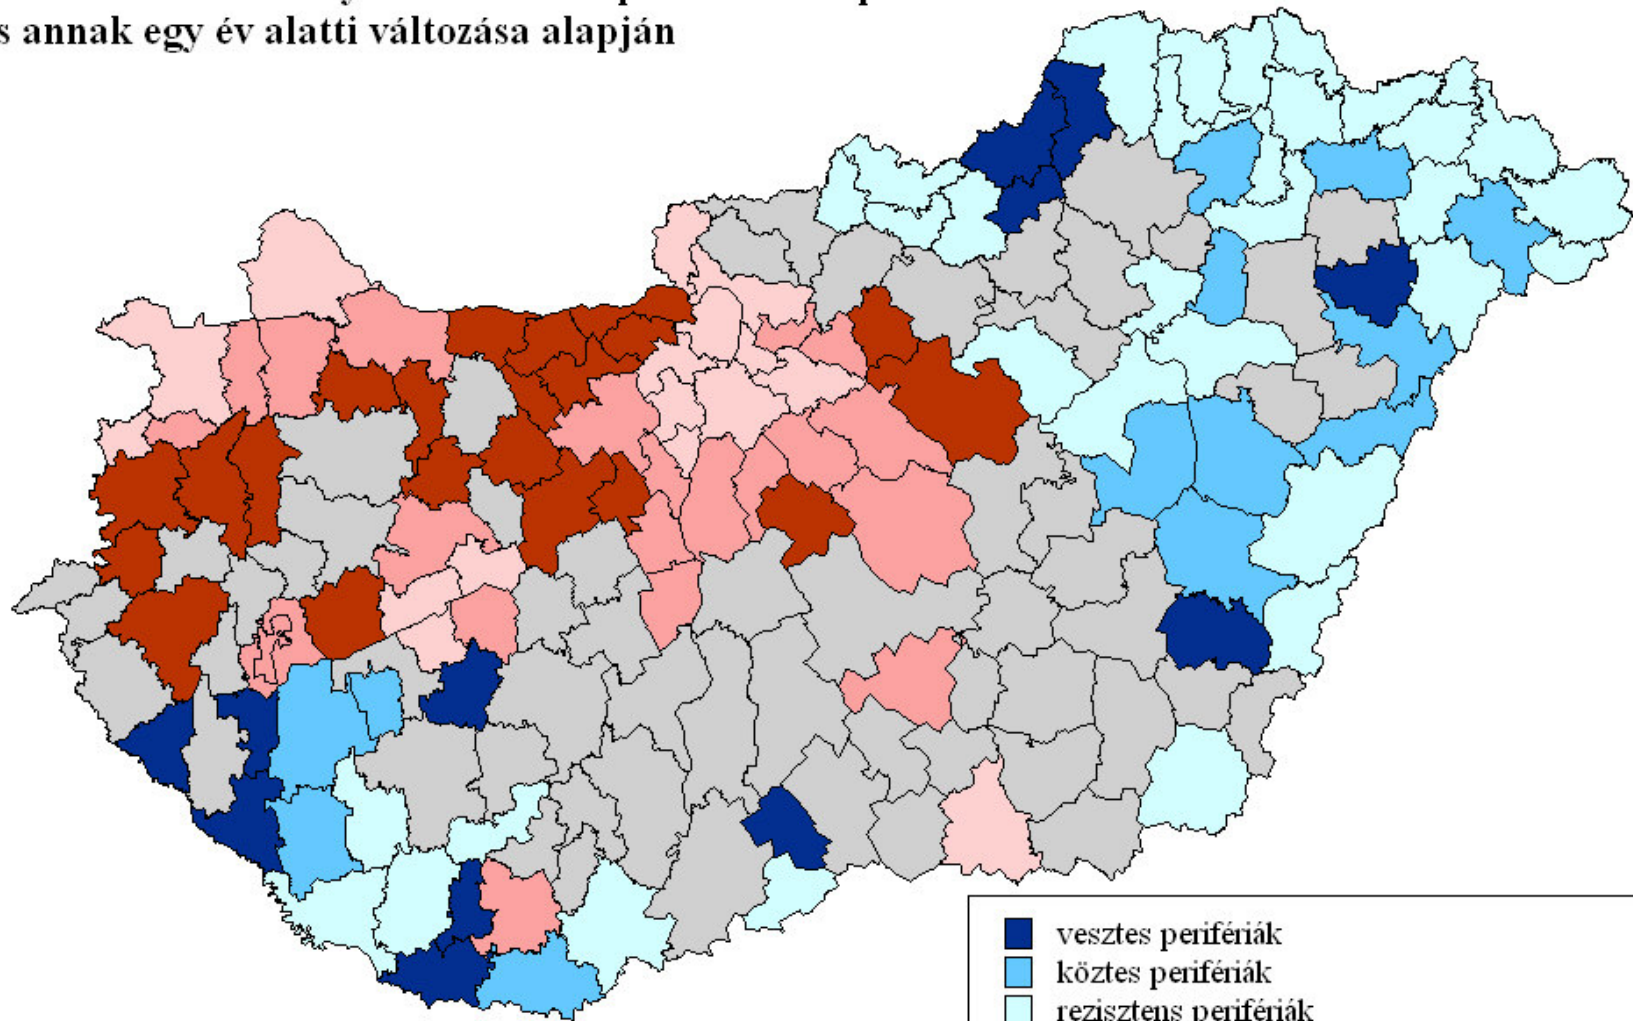 s annak egy év alatti változása alapján
vesztes perifériák
köztes perifériák
rezisztens perifériák